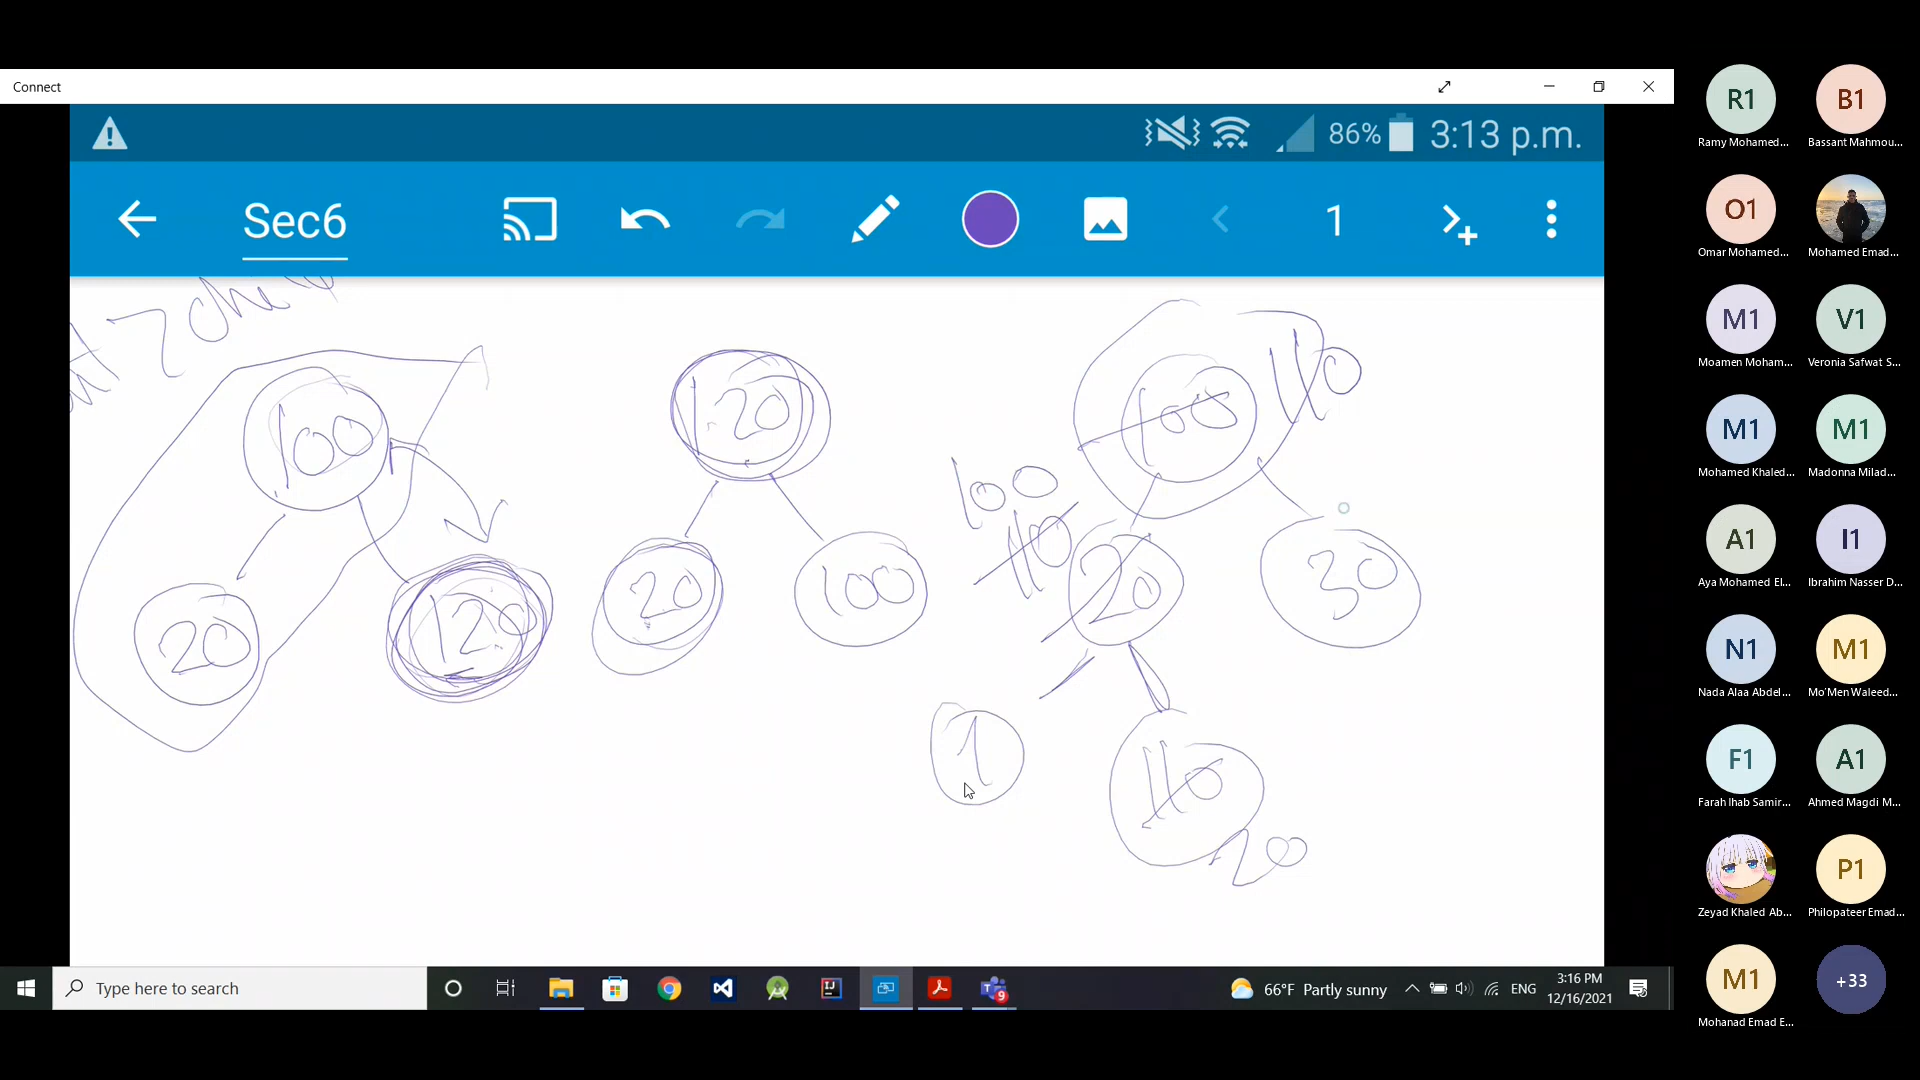 Connect
86% 3:13 p.m.
Sec6
1
100
20
120
120
20
100
100
110
100
110
20
30
1
110
20
Type here to search
9
66°F Partly sunny
ENG
3:16 PM
12/16/2021
R1
Ramy Mohamed...
B1
Bassant Mahmou...
O1
Omar Mohamed...
Mohamed Emad...
M1
Moamen Moham...
V1
Veronia Safwat S...
M1
Mohamed Khaled...
M1
Madonna Milad...
A1
Aya Mohamed El...
I1
Ibrahim Nasser D...
N1
Nada Alaa Abdel...
M1
Mo'Men Waleed...
F1
Farah Ihab Samir...
A1
Ahmed Magdi M...
Zeyad Khaled Ab...
P1
Philopateer Emad...
M1
Mohanad Emad E...
+33